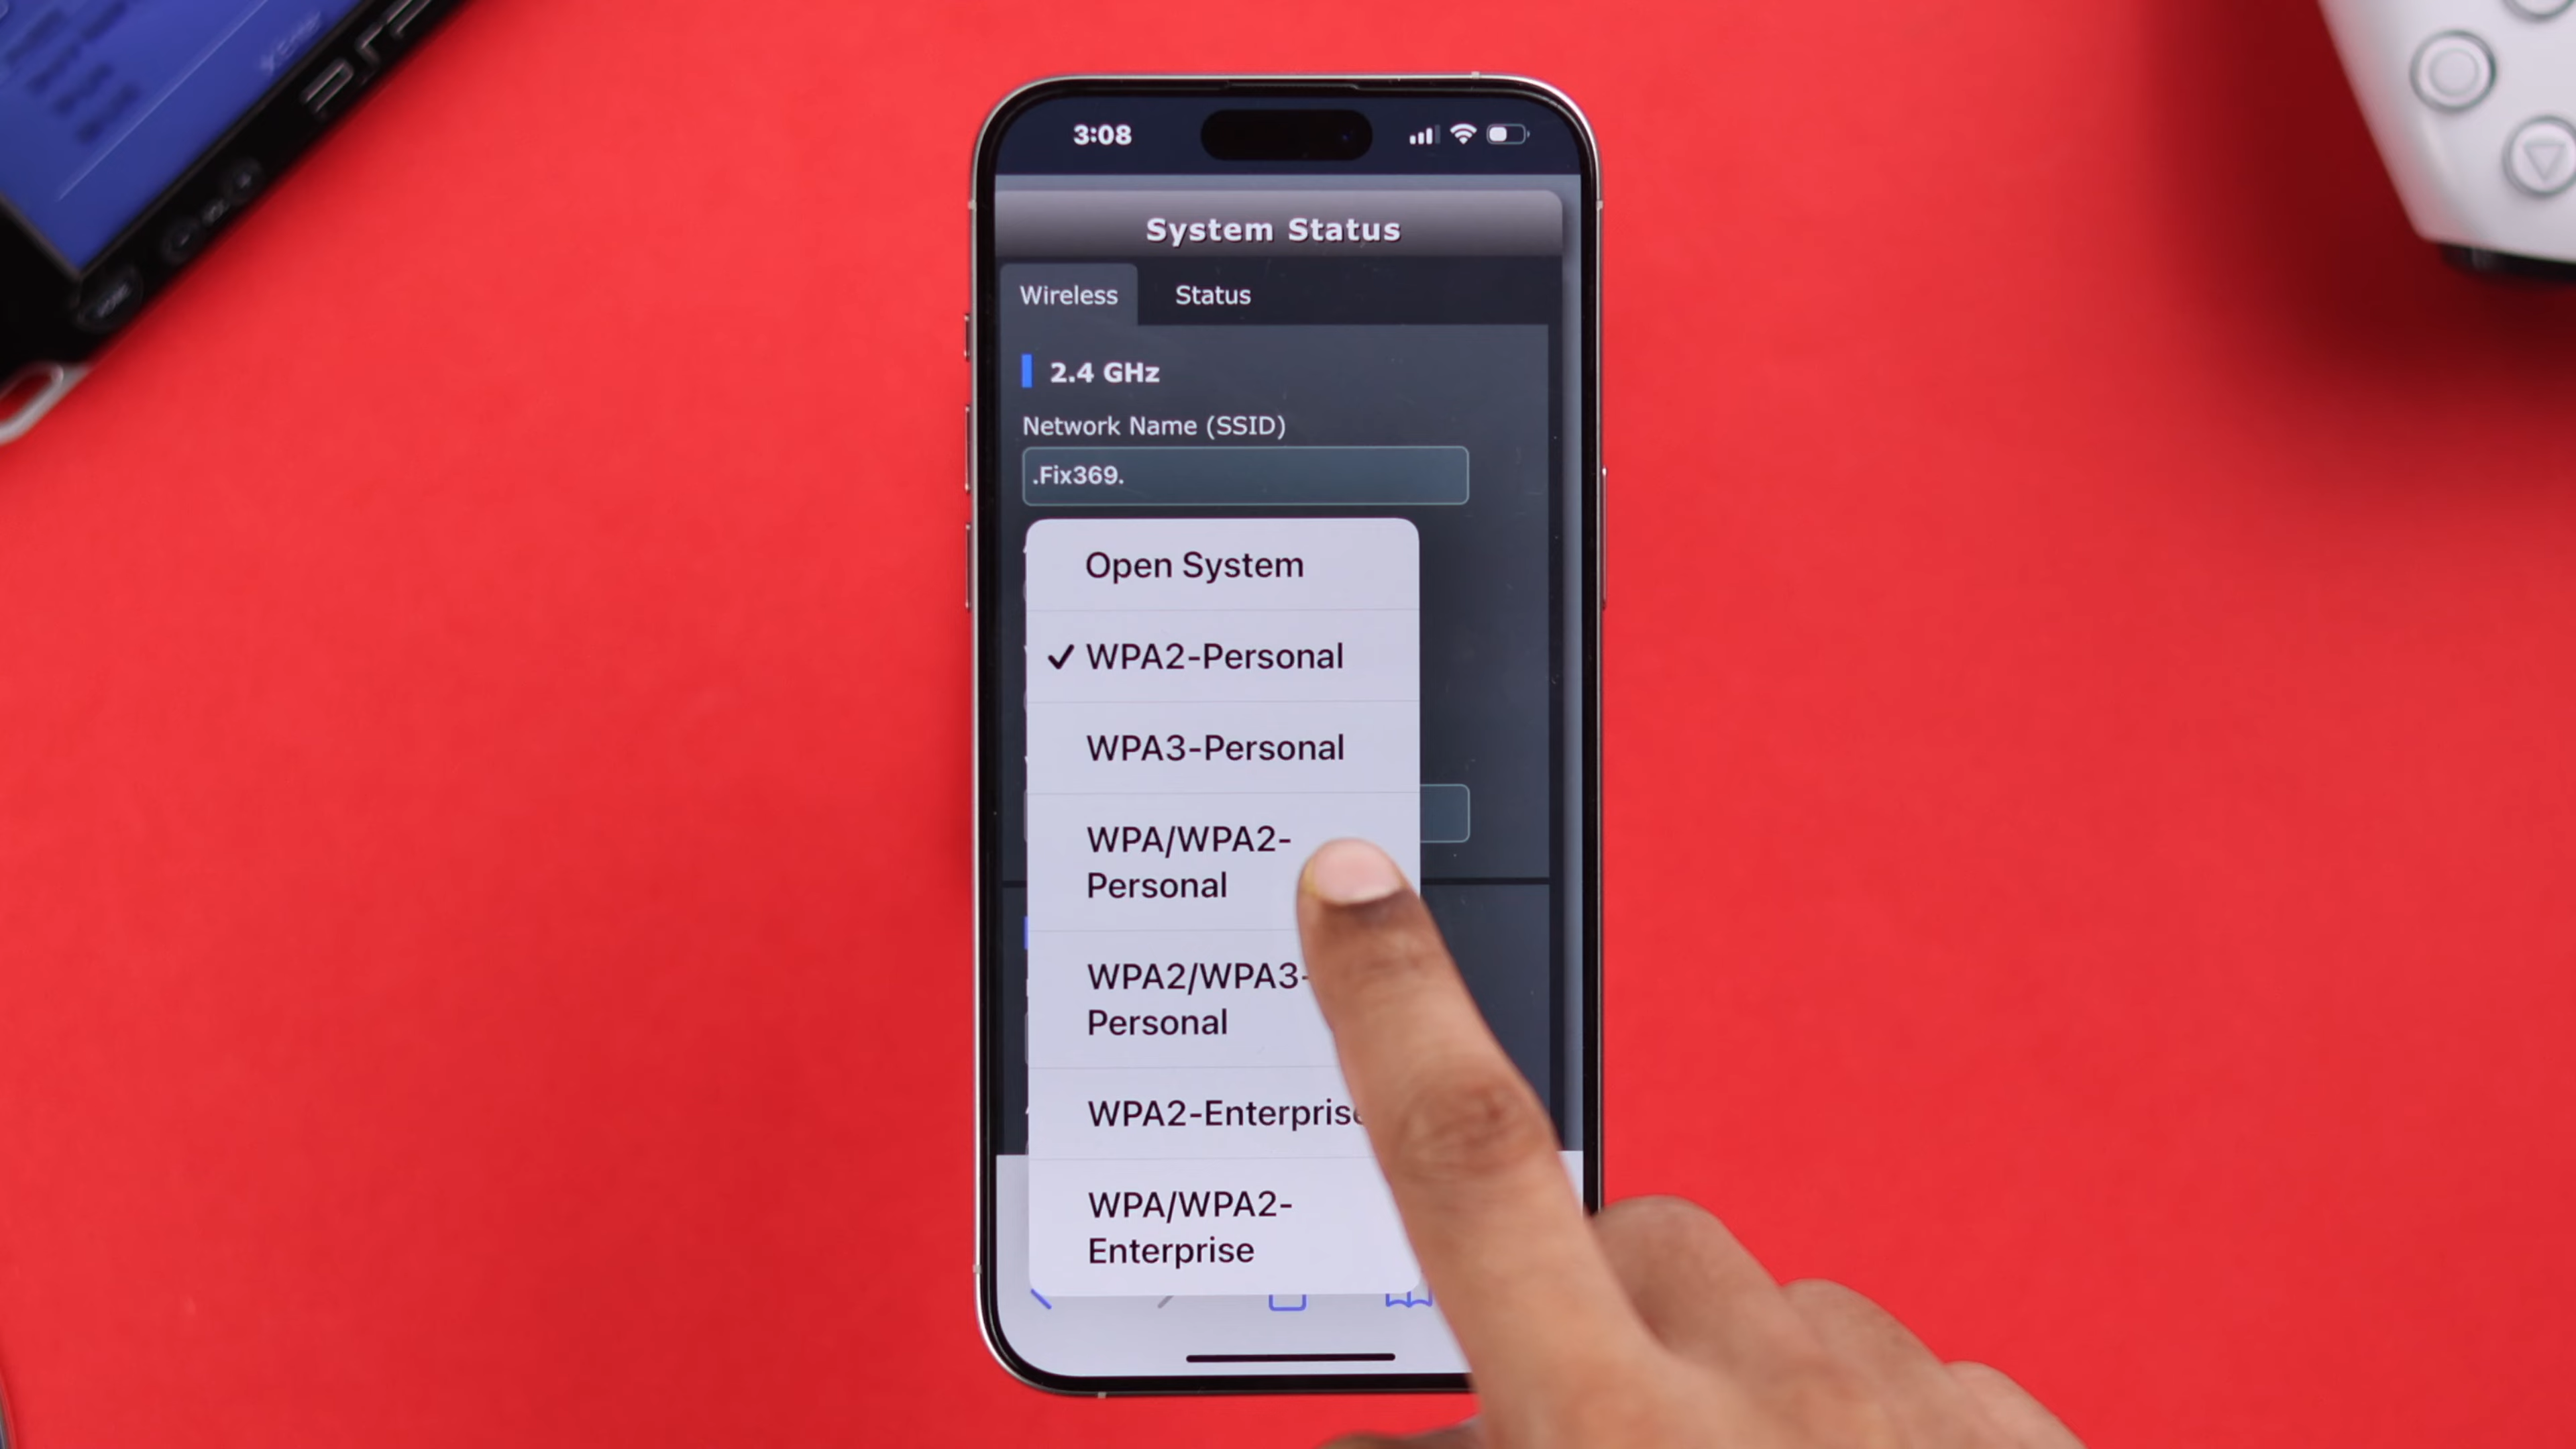 3:08
System Status
Wireless Status
2.4 GHz
Network Name (SSID)
.Fix369.
Open System
✓ WPA2-Personal
WPA3-Personal
WPA/WPA2-
Personal
WPA2/WPA3-
Personal
WPA2-Enterprise
WPA/WPA2-
Enterprise